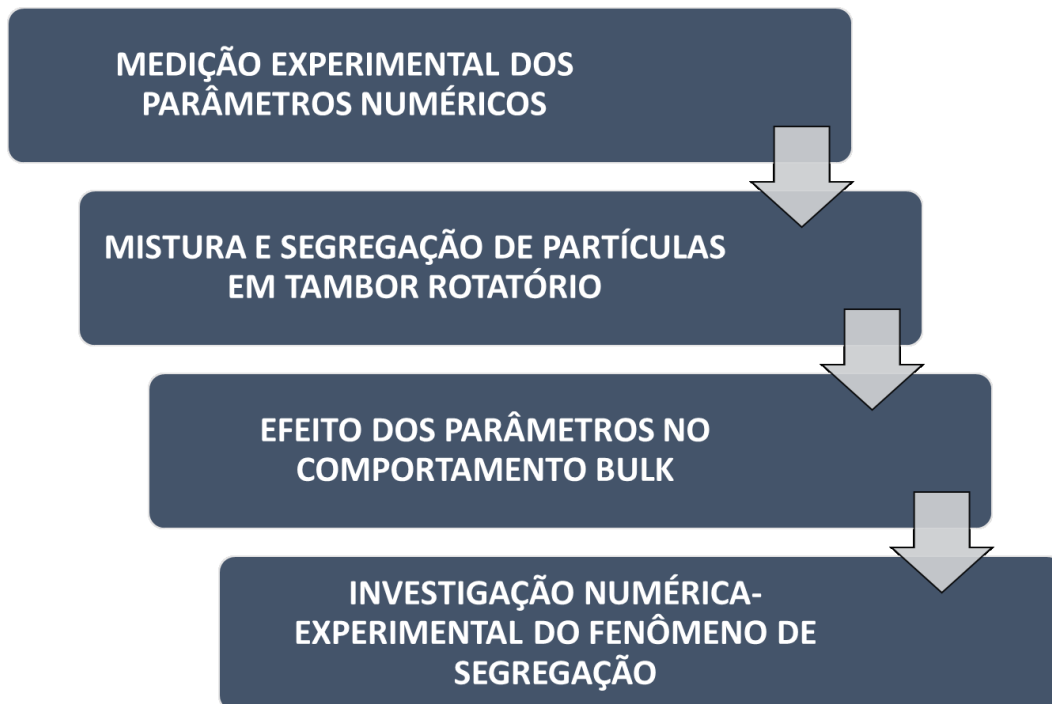 MEDIÇÃO EXPERIMENTAL DOS
PARÂMETROS NUMÉRICOS
MISTURA E SEGREGAÇÃO DE PARTÍCULAS
EM TAMBOR ROTATÓRIO
EFEITO DOS PARÂMETROS NO
COMPORTAMENTO BULK
INVESTIGAÇÃO NUMÉRICA-
EXPERIMENTAL DO FENÔMENO DE
SEGREGAÇÃO